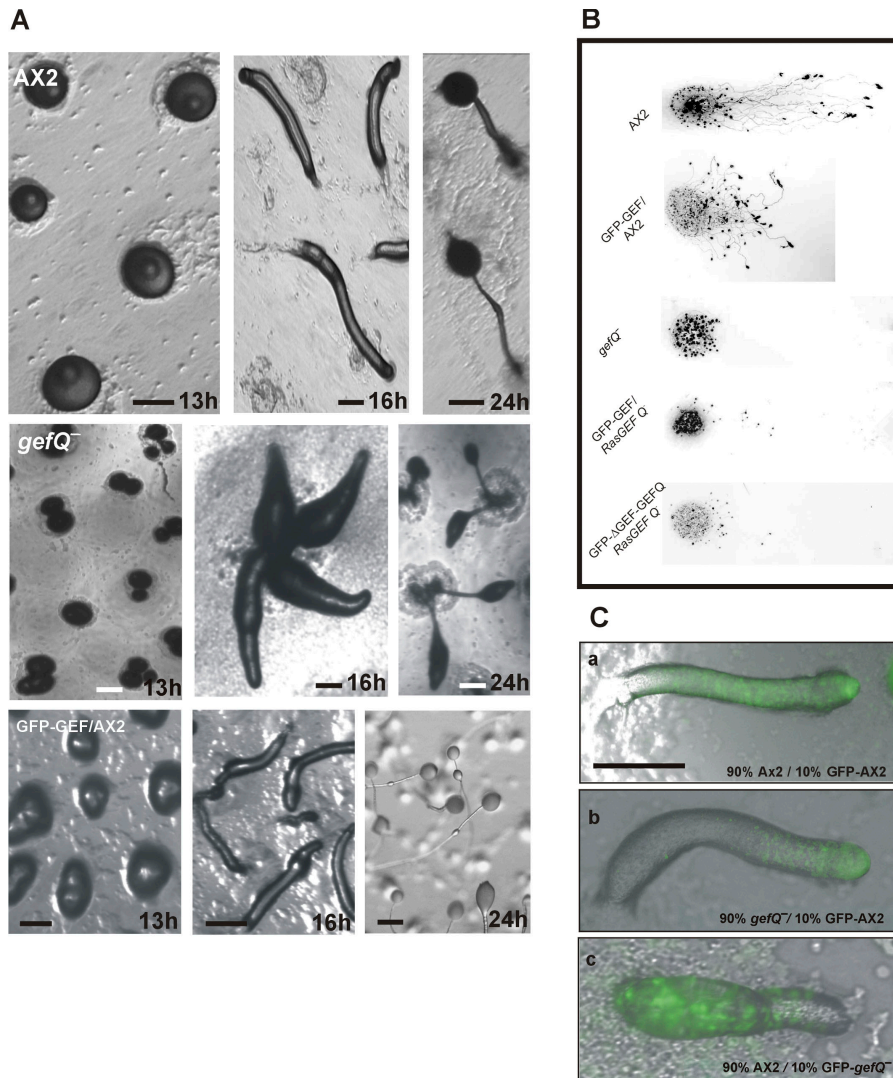 A
AX2
13h
16h
24h
gefQ⁻
13h
16h
24h
GFP-GEF/AX2
13h
16h
24h
B
AX2
GFP-GEF/
AX2
gefQ⁻
GFP-GEF/
RasGEF Q⁻
GFP-ΔGEF-GEFQ
RasGEF Q⁻
C
a
90% Ax2 / 10% GFP-AX2
b
90% gefQ⁻/ 10% GFP-AX2
c
90% AX2 / 10% GFP-gefQ⁻